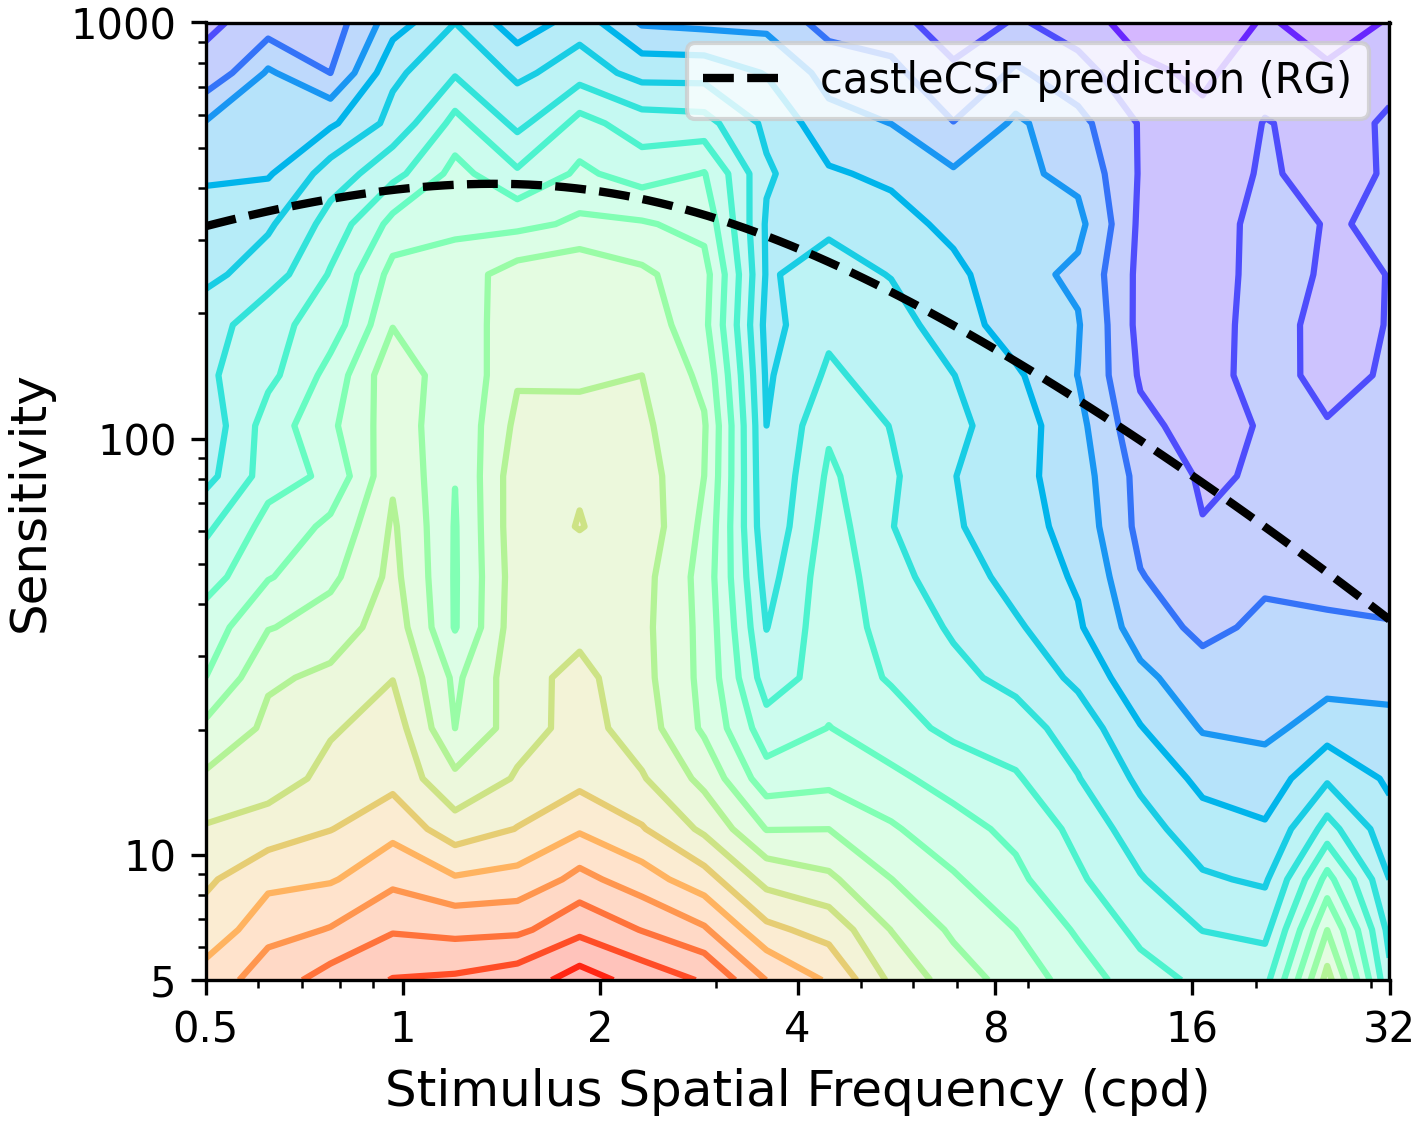 1000
castleCSF prediction (RG)
Sensitivity
100
10
5
0.5 1 2 4 8 16 32
Stimulus Spatial Frequency (cpd)